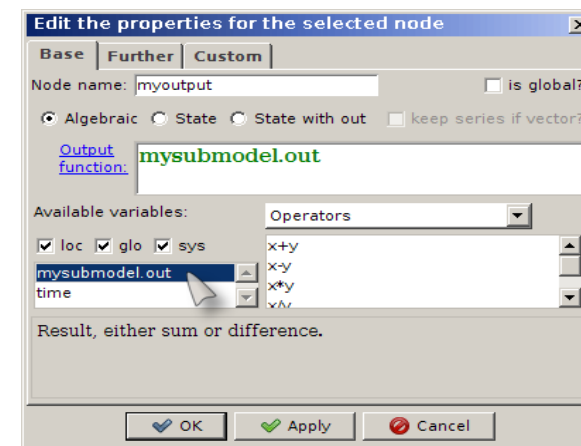 Edit the properties for the selected node
Base Further Custom
Node name: myoutput is global?
Algebraic State State with out keep series if vector?
Output function: mysubmodel.out
Available variables: Operators
loc glo sys
x+y
mysubmodel.out
x-y
time
x*y
x/y
Result, either sum or difference.
OK Apply Cancel